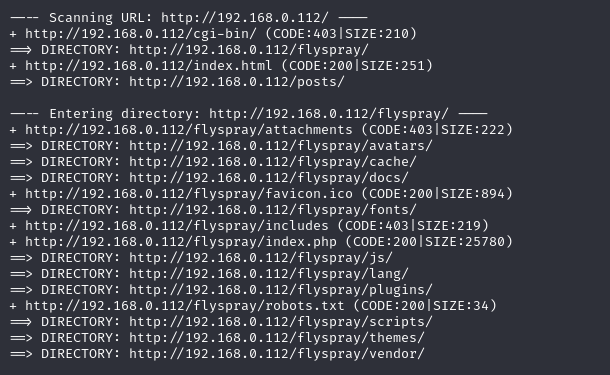 ---- Scanning URL: http://192.168.0.112/ ----
+ http://192.168.0.112/cgi-bin/ (CODE:403|SIZE:210)
==> DIRECTORY: http://192.168.0.112/flyspray/
+ http://192.168.0.112/index.html (CODE:200|SIZE:251)
==> DIRECTORY: http://192.168.0.112/posts/
---- Entering directory: http://192.168.0.112/flyspray/ ----
+ http://192.168.0.112/flyspray/attachments (CODE:403|SIZE:222)
==> DIRECTORY: http://192.168.0.112/flyspray/avatars/
==> DIRECTORY: http://192.168.0.112/flyspray/cache/
==> DIRECTORY: http://192.168.0.112/flyspray/docs/
+ http://192.168.0.112/flyspray/favicon.ico (CODE:200|SIZE:894)
==> DIRECTORY: http://192.168.0.112/flyspray/fonts/
+ http://192.168.0.112/flyspray/includes (CODE:403|SIZE:219)
+ http://192.168.0.112/flyspray/index.php (CODE:200|SIZE:25780)
==> DIRECTORY: http://192.168.0.112/flyspray/js/
==> DIRECTORY: http://192.168.0.112/flyspray/lang/
==> DIRECTORY: http://192.168.0.112/flyspray/plugins/
+ http://192.168.0.112/flyspray/robots.txt (CODE:200|SIZE:34)
==> DIRECTORY: http://192.168.0.112/flyspray/scripts/
==> DIRECTORY: http://192.168.0.112/flyspray/themes/
==> DIRECTORY: http://192.168.0.112/flyspray/vendor/